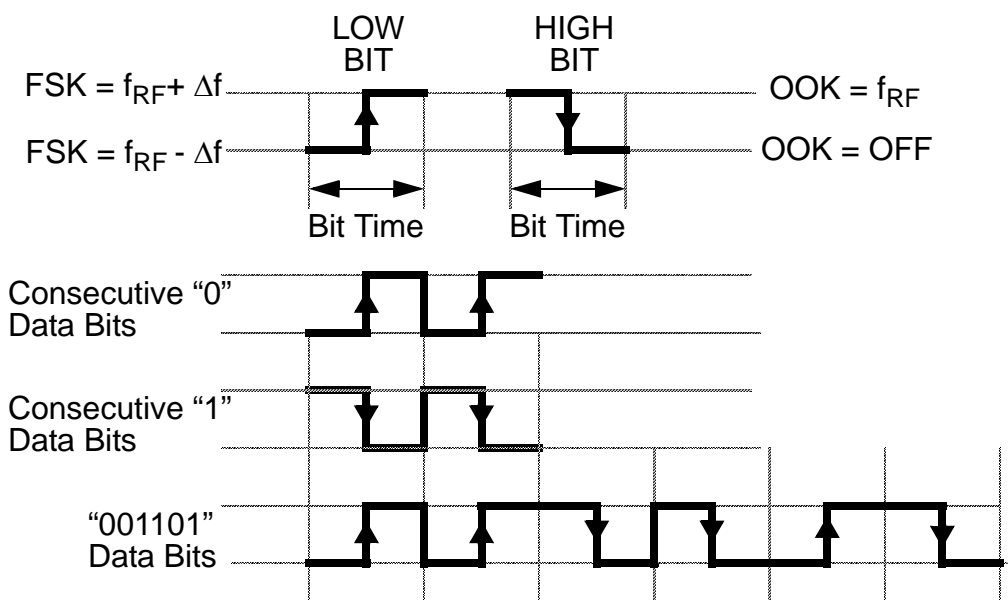 LOW
BIT
HIGH
BIT
FSK = fRF+ Δf
OOK = fRF
FSK = fRF - Δf
OOK = OFF
Bit Time
Bit Time
Consecutive “0”
Data Bits
Consecutive “1”
Data Bits
“001101”
Data Bits